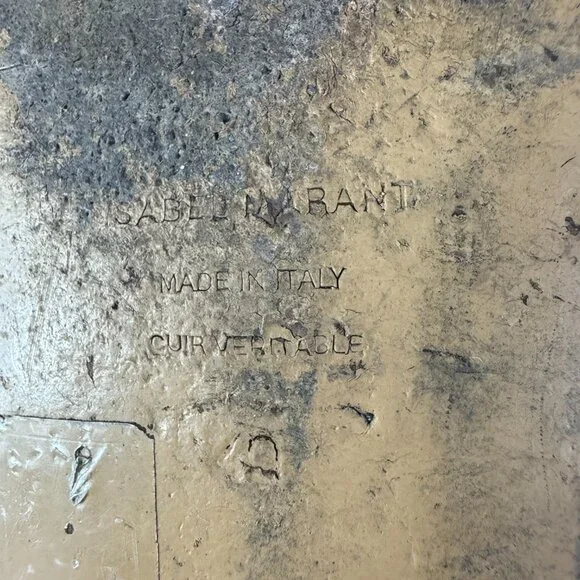 ISABEL MARANT
MADE IN ITALY
CUIR VERITABLE